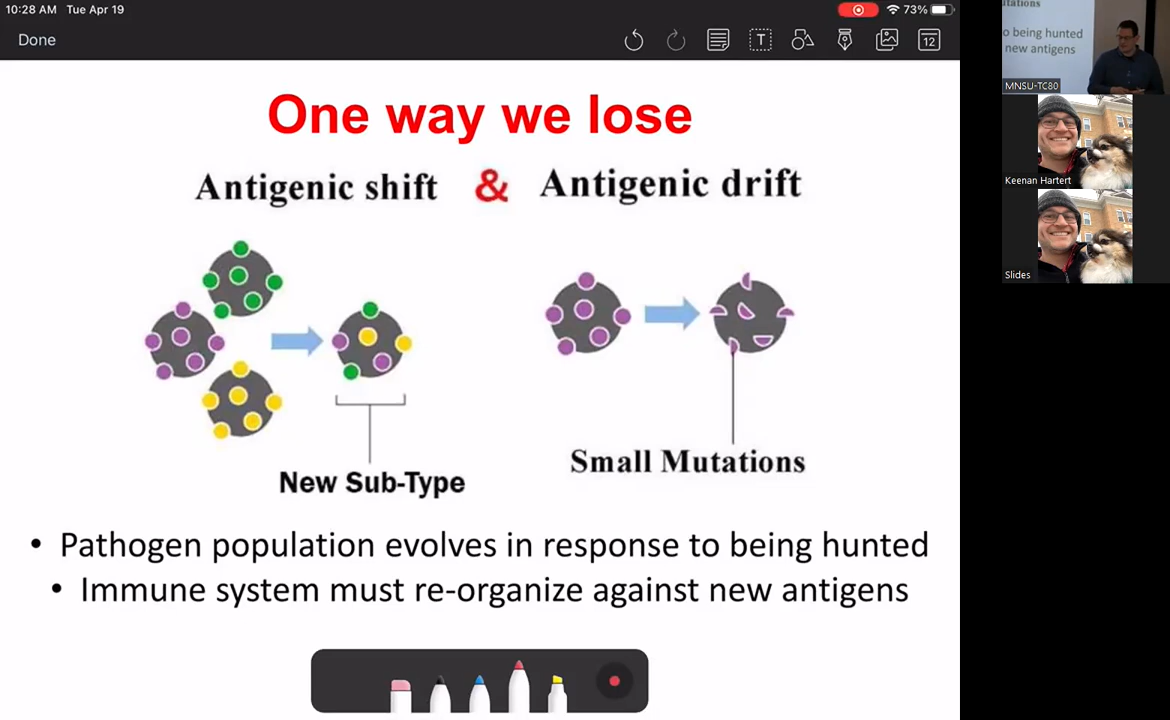 10:28 AM Tue Apr 19
73%
Done
T
12
One way we lose
Antigenic shift & Antigenic drift
New Sub-Type
Small Mutations
• Pathogen population evolves in response to being hunted
• Immune system must re-organize against new antigens
utations
o being hunted
new antigens
MNSU-TC80
Keenan Hartert
Slides